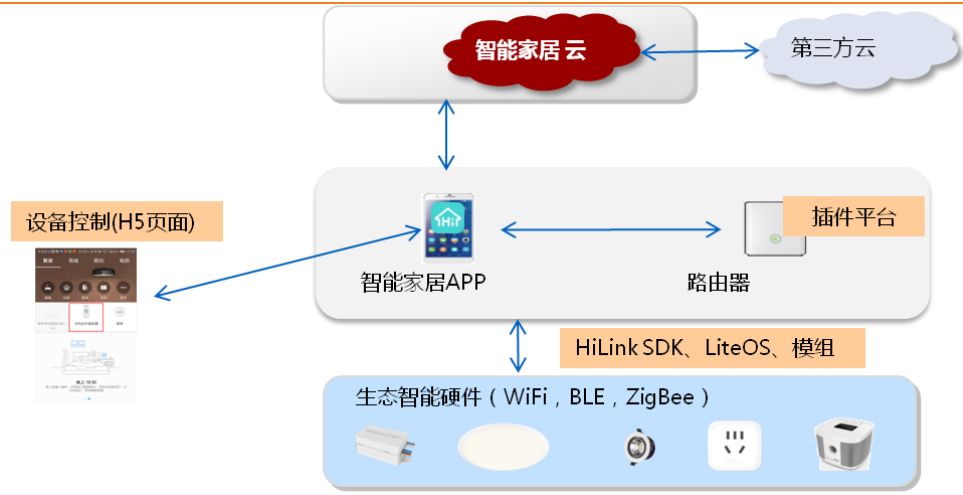 智能家居 云
第三方云
设备控制(H5页面)
Hi
插件平台
智能家居APP
路由器
HiLink SDK、LiteOS、模组
生态智能硬件（WiFi，BLE，ZigBee）